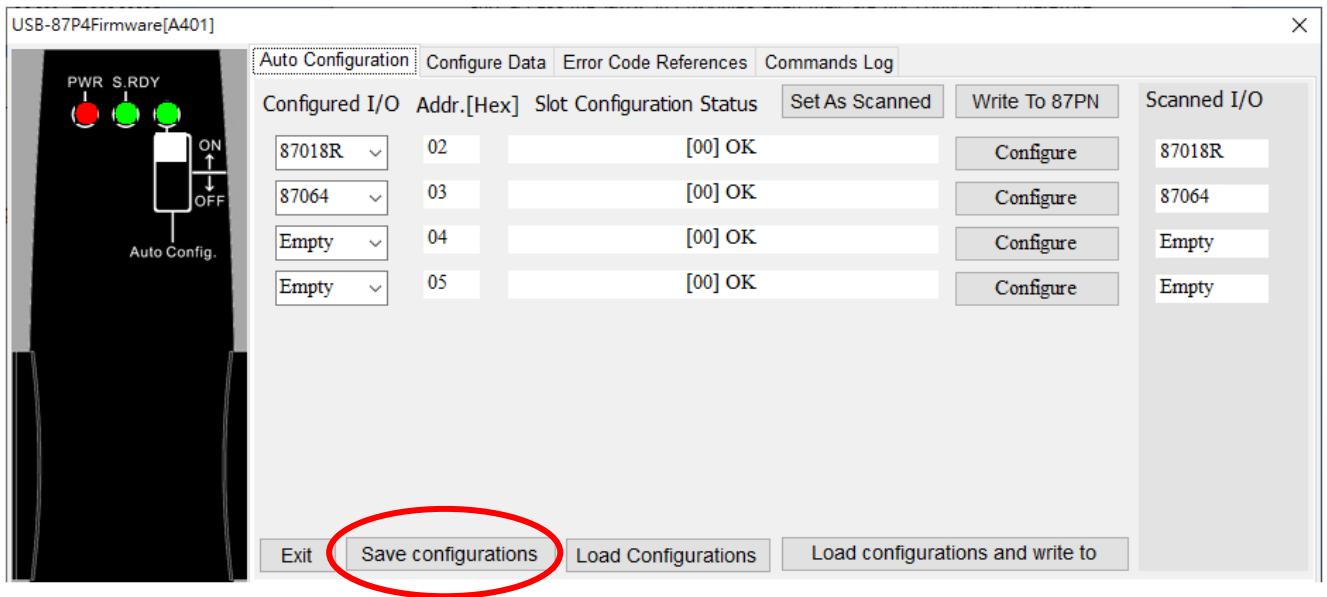 USB-87P4Firmware[A401]
PWR S.RDY
ON
OFF
Auto Config.
Auto Configuration Configure Data Error Code References Commands Log
Configured I/O Addr.[Hex] Slot Configuration Status Set As Scanned Write To 87PN Scanned I/O
87018R 02 [00] OK Configure 87018R
87064 03 [00] OK Configure 87064
Empty 04 [00] OK Configure Empty
Empty 05 [00] OK Configure Empty
Exit Save configurations Load Configurations Load configurations and write to